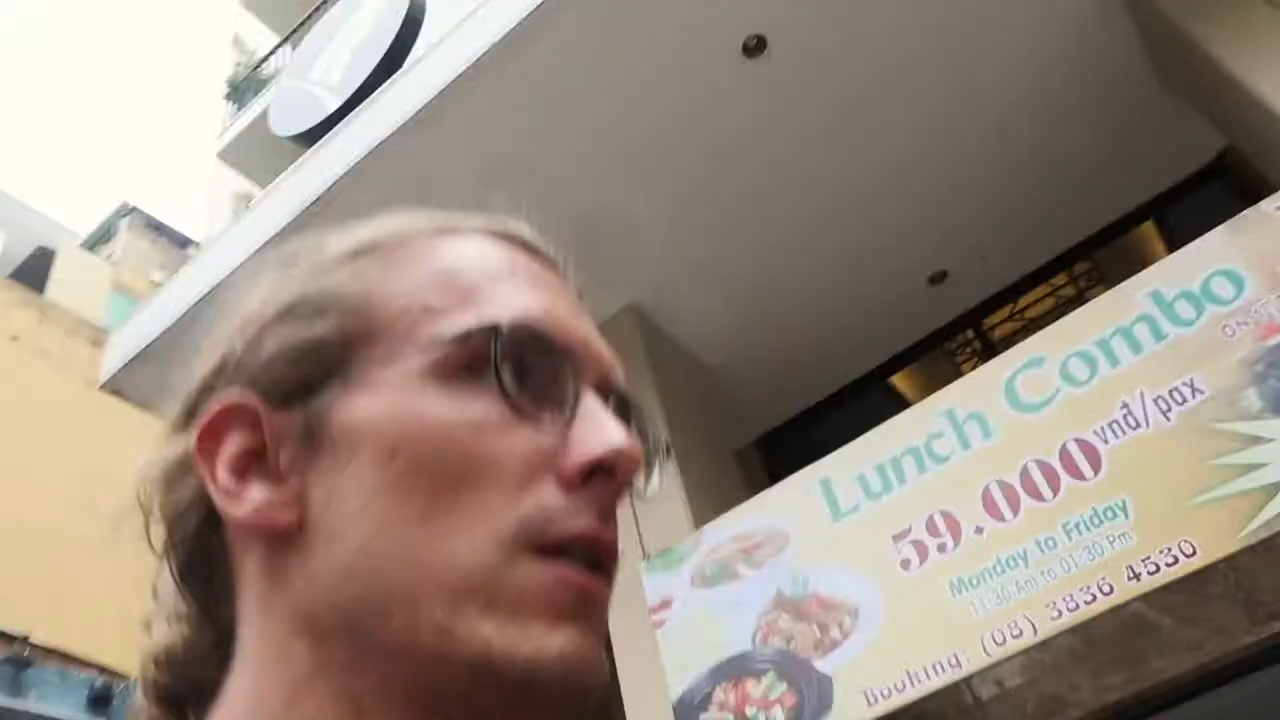 Lunch Combo
59.000 vnđ/pax
Monday to Friday
11:30 Am to 01:30 Pm
Booking: (08) 3836 4530